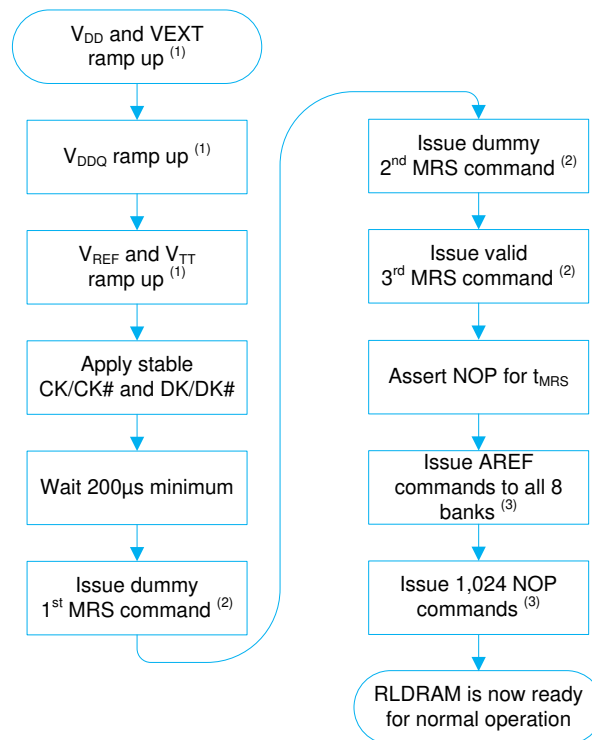 V_DD and VEXT
ramp up (1)
V_DDQ ramp up (1)
V_REF and V_TT
ramp up (1)
Apply stable
CK/CK# and DK/DK#
Wait 200µs minimum
Issue dummy
1st MRS command (2)
Issue dummy
2nd MRS command (2)
Issue valid
3rd MRS command (2)
Assert NOP for t_MRS
Issue AREF
commands to all 8
banks (3)
Issue 1,024 NOP
commands (3)
RLDRAM is now ready
for normal operation